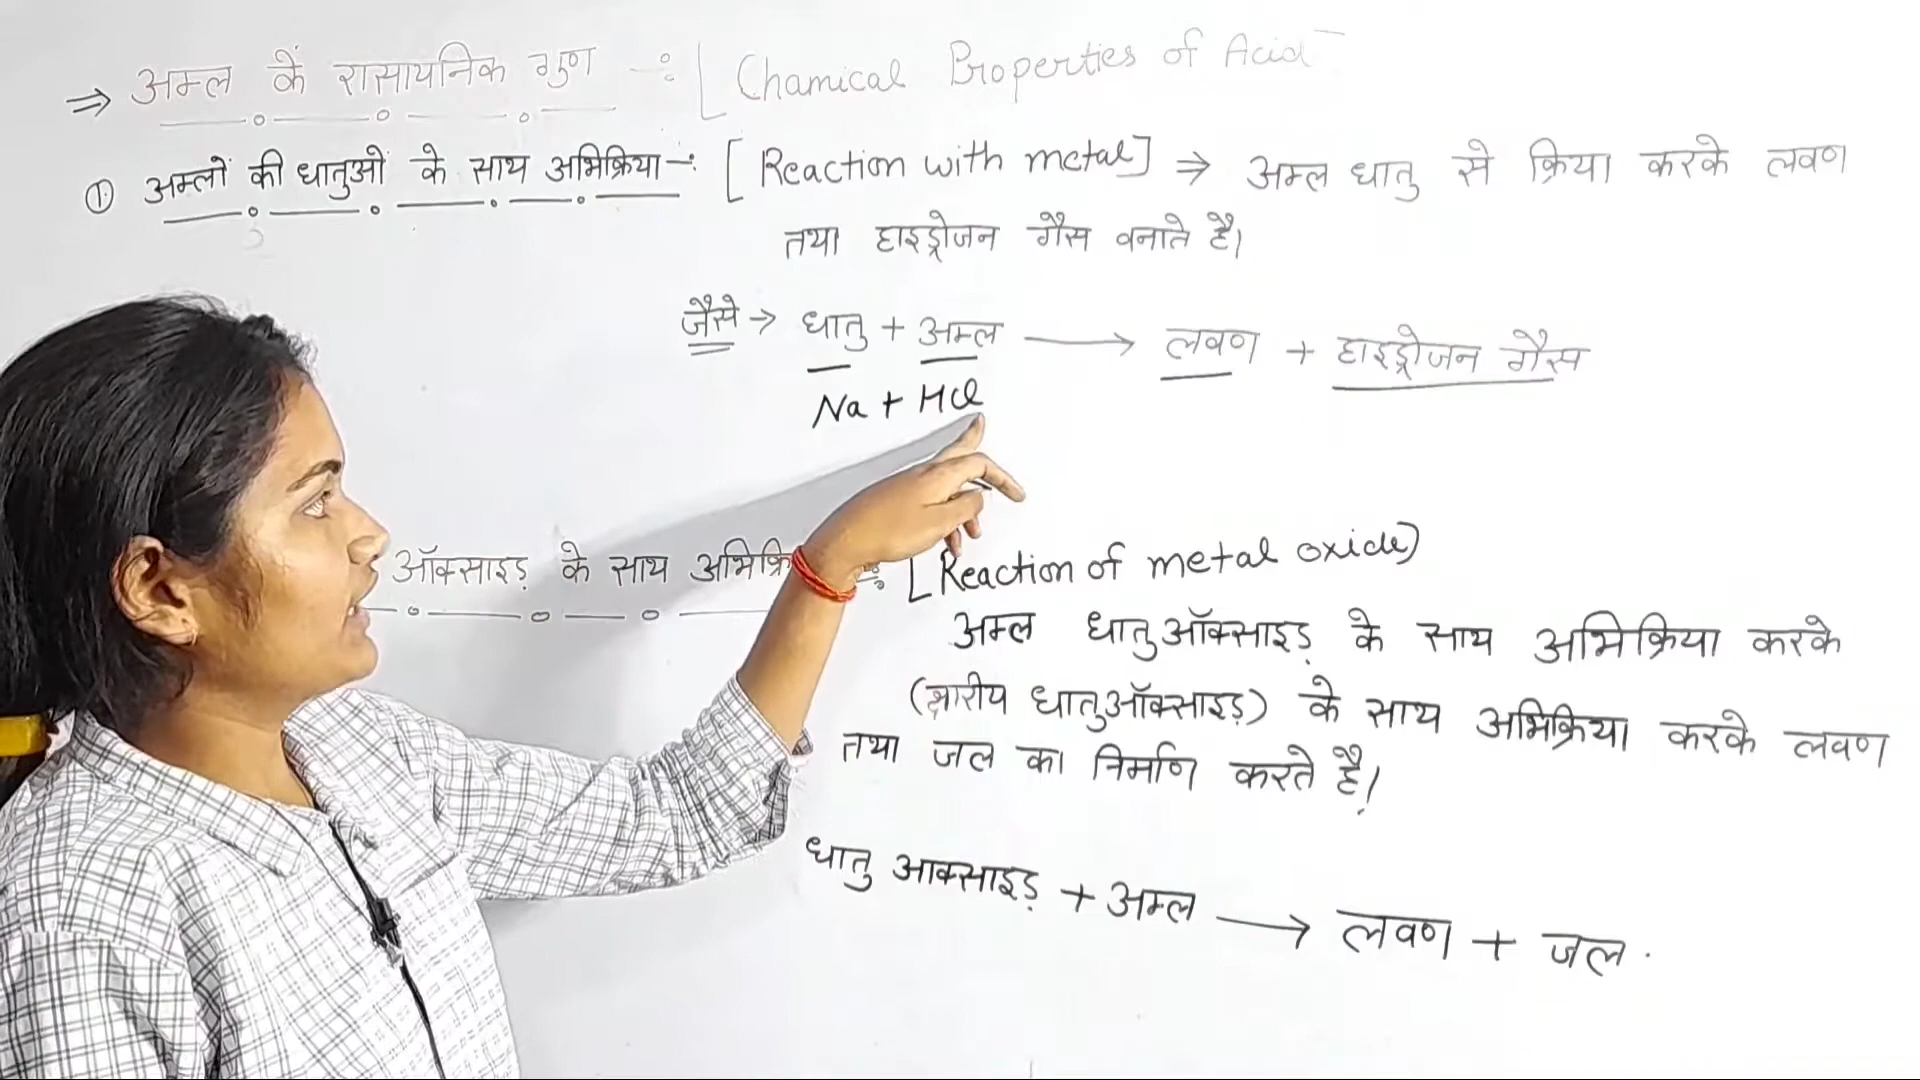 ⇒ अम्ल के रासायनिक गुण -: [ Chamical Properties of Acid
① अम्लों की धातुओं के साथ अभिक्रिया -: [ Reaction with metal ] ⇒ अम्ल धातु से क्रिया करके लवण
तथा हाइड्रोजन गैस बनाते है।
जैसे → धातु + अम्ल ⟶ लवण + हाइड्रोजन गैस
Na + HCl
ऑक्साइड़ के साथ [Reaction of metal oxide)
अम्ल धातुऑक्साइड़ के साथ अभिक्रिया करके
(क्षारीय धातुऑक्साइड़) के साथ अभिक्रिया करके लवण
तथा जल का निर्माण करते है।
धातु आक्साइड़ + अम्ल ⟶ लवण + जल .